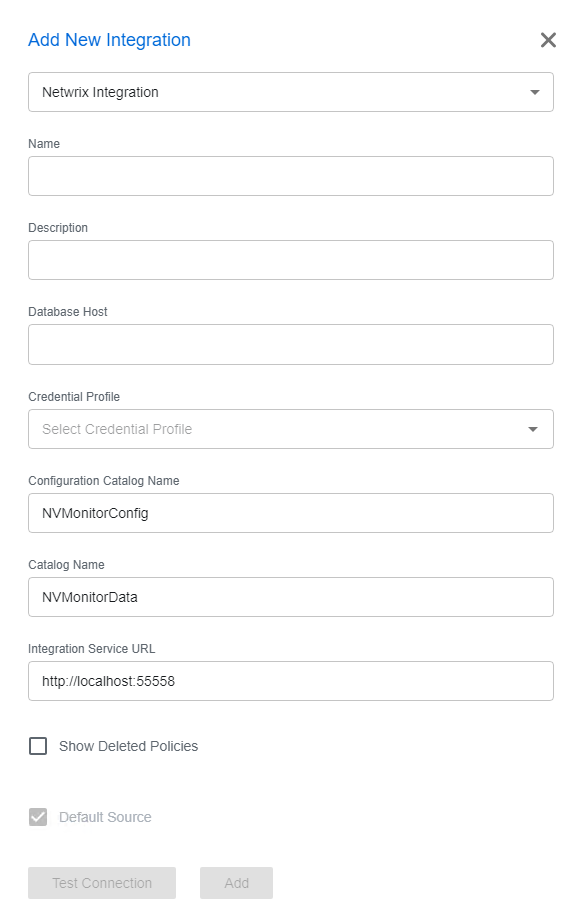 Add New Integration
Netwrix Integration
Name
Description
Database Host
Credential Profile
Select Credential Profile
Configuration Catalog Name
NVMonitorConfig
Catalog Name
NVMonitorData
Integration Service URL
http://localhost:55558
Show Deleted Policies
Default Source
Test Connection
Add